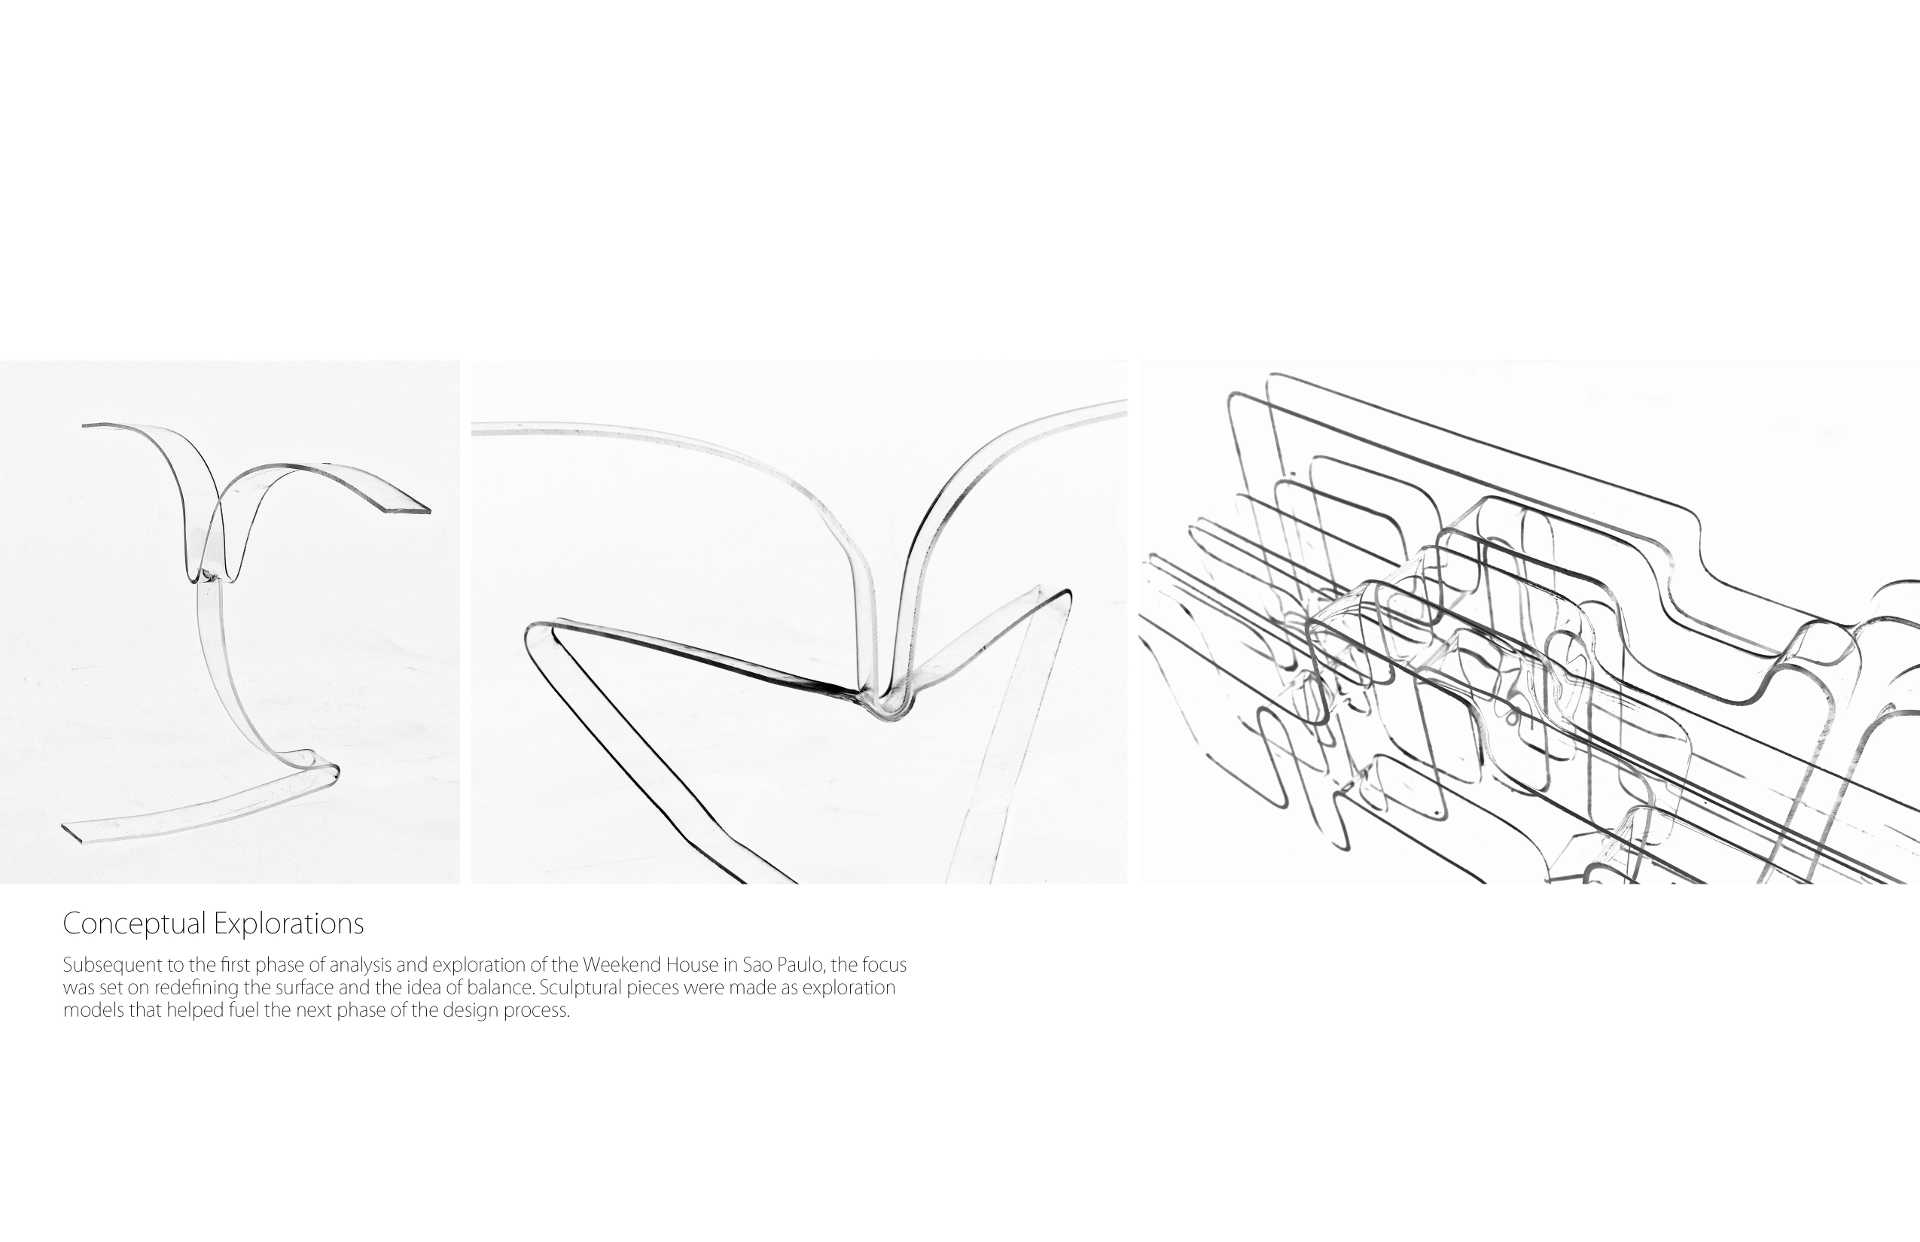 Conceptual Explorations
Subsequent to the first phase of analysis and exploration of the Weekend House in Sao Paulo, the focus
was set on redefining the surface and the idea of balance. Sculptural pieces were made as exploration
models that helped fuel the next phase of the design process.